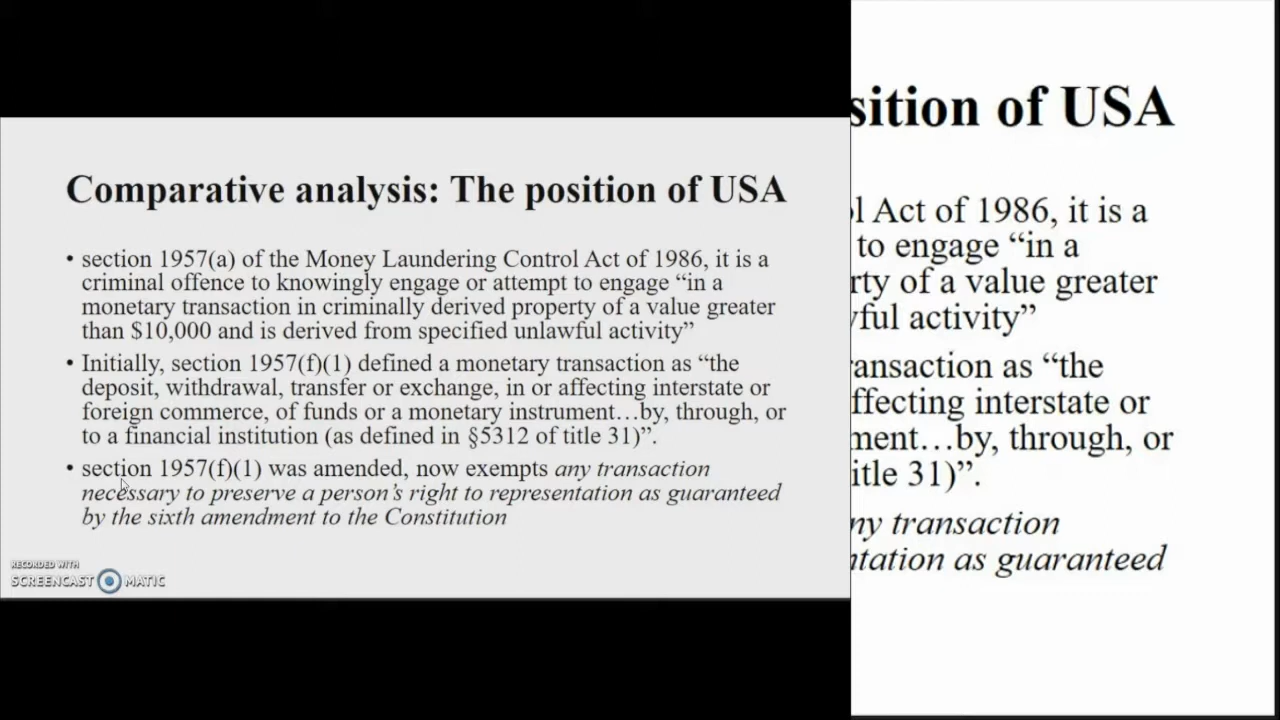 Comparative analysis: The position of USA
• section 1957(a) of the Money Laundering Control Act of 1986, it is a
criminal offence to knowingly engage or attempt to engage “in a
monetary transaction in criminally derived property of a value greater
than $10,000 and is derived from specified unlawful activity”
• Initially, section 1957(f)(1) defined a monetary transaction as “the
deposit, withdrawal, transfer or exchange, in or affecting interstate or
foreign commerce, of funds or a monetary instrument…by, through, or
to a financial institution (as defined in §5312 of title 31)”.
• section 1957(f)(1) was amended, now exempts any transaction
necessary to preserve a person’s right to representation as guaranteed
by the sixth amendment to the Constitution
RECORDED WITH
SCREENCAST MATIC
sition of USA
l Act of 1986, it is a
to engage “in a
rty of a value greater
ful activity”
ansaction as “the
ffecting interstate or
ment…by, through, or
itle 31)”.
ny transaction
ntation as guaranteed